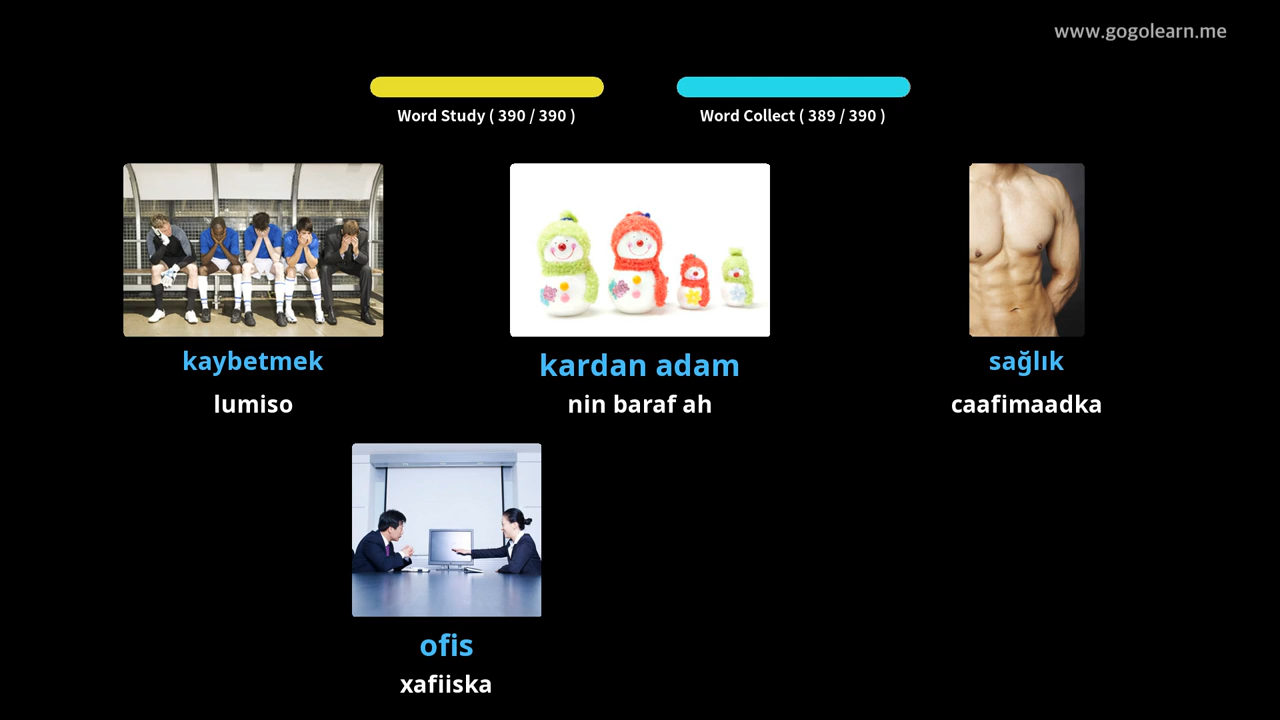 www.gogolearn.me
Word Study ( 390 / 390 )
Word Collect ( 389 / 390 )
kaybetmek
lumiso
kardan adam
nin baraf ah
sağlık
caafimaadka
ofis
xafiiska